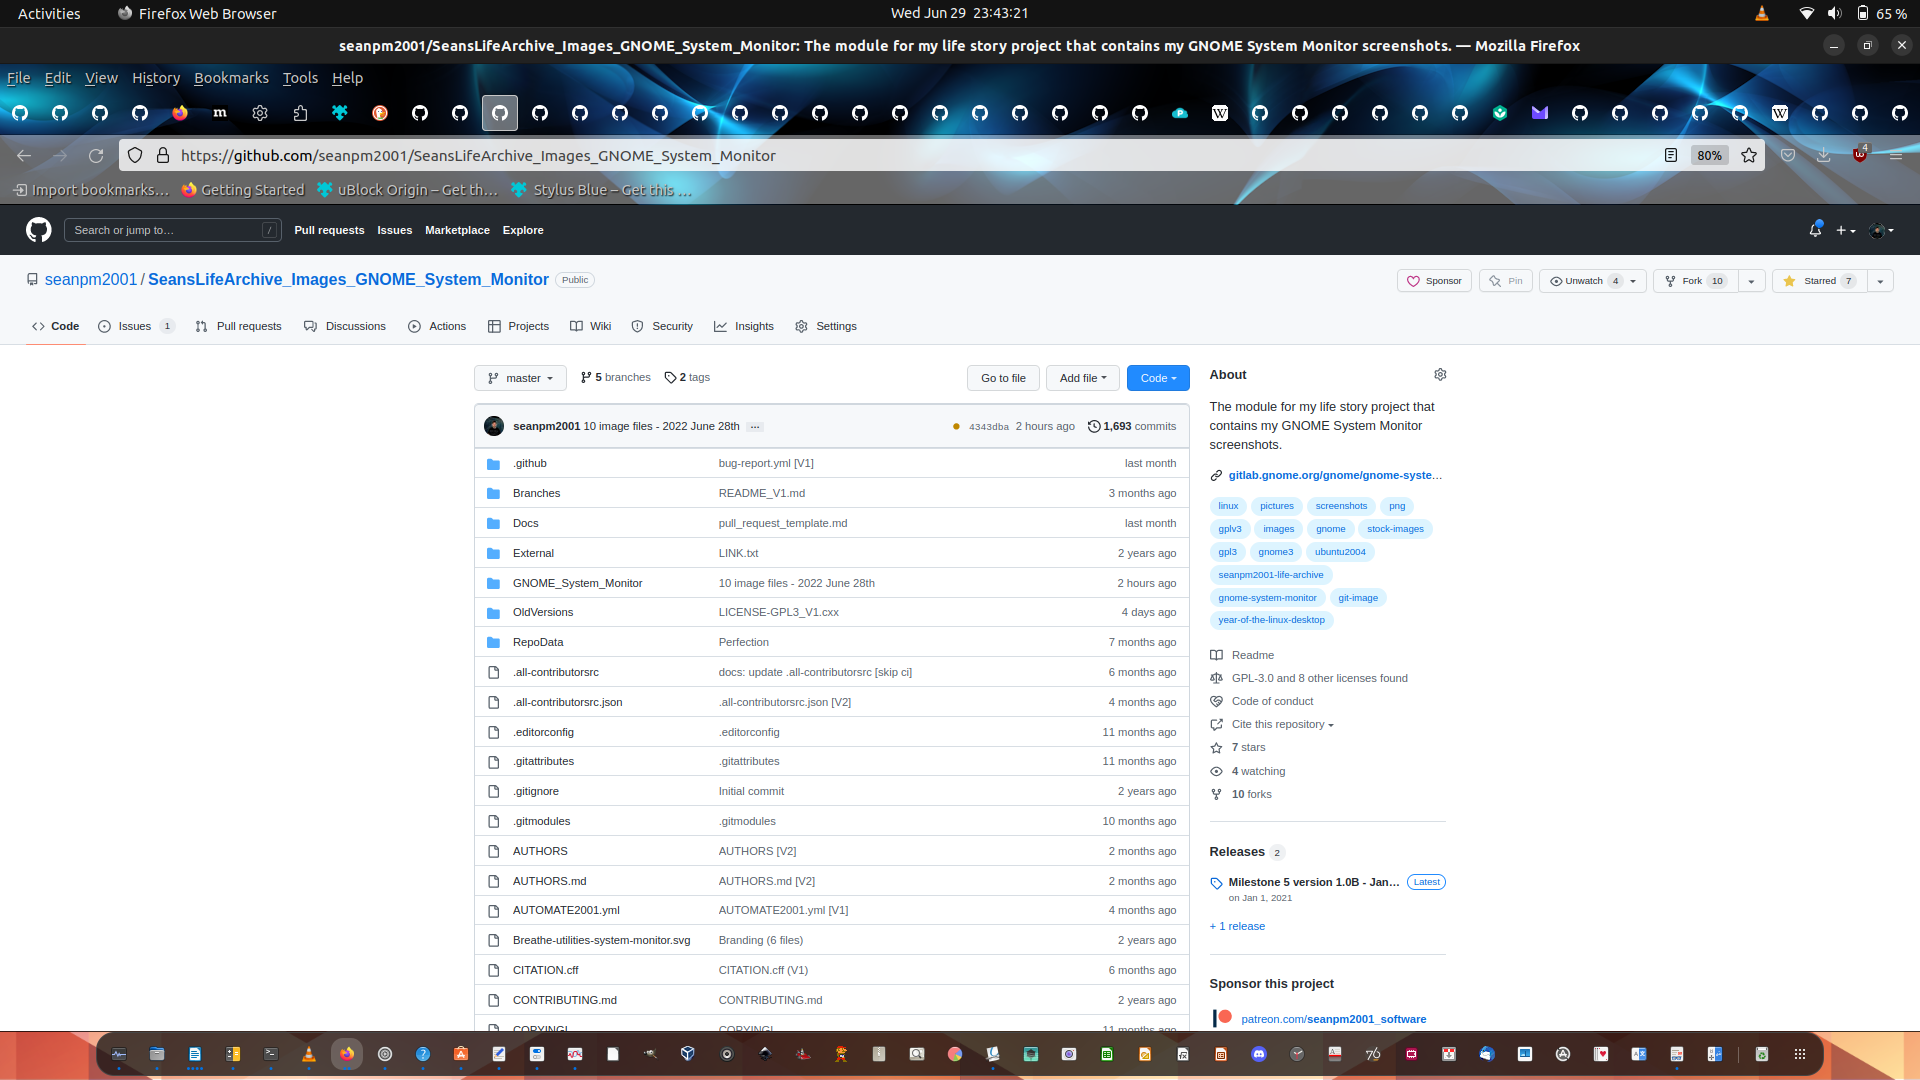 Activities Firefox Web Browser Wed Jun 29 23:43:21 65 %
seanpm2001/SeansLifeArchive_Images_GNOME_System_Monitor: The module for my life story project that contains my GNOME System Monitor screenshots. — Mozilla Firefox
File Edit View History Bookmarks Tools Help
https://github.com/seanpm2001/SeansLifeArchive_Images_GNOME_System_Monitor 80% 4
Import bookmarks… Getting Started uBlock Origin – Get th… Stylus Blue – Get this …
Search or jump to… / Pull requests Issues Marketplace Explore
seanpm2001 / SeansLifeArchive_Images_GNOME_System_Monitor Public Sponsor Pin Unwatch 4 Fork 10 Starred 7
Code Issues 1 Pull requests Discussions Actions Projects Wiki Security Insights Settings
master 5 branches 2 tags Go to file Add file Code
seanpm2001 10 image files - 2022 June 28th … 4343dba 2 hours ago 1,693 commits
.github bug-report.yml [V1] last month
Branches README_V1.md 3 months ago
Docs pull_request_template.md last month
External LINK.txt 2 years ago
GNOME_System_Monitor 10 image files - 2022 June 28th 2 hours ago
OldVersions LICENSE-GPL3_V1.cxx 4 days ago
RepoData Perfection 7 months ago
.all-contributorsrc docs: update .all-contributorsrc [skip ci] 6 months ago
.all-contributorsrc.json .all-contributorsrc.json [V2] 4 months ago
.editorconfig .editorconfig 11 months ago
.gitattributes .gitattributes 11 months ago
.gitignore Initial commit 2 years ago
.gitmodules .gitmodules 10 months ago
AUTHORS AUTHORS [V2] 2 months ago
AUTHORS.md AUTHORS.md [V2] 2 months ago
AUTOMATE2001.yml AUTOMATE2001.yml [V1] 4 months ago
Breathe-utilities-system-monitor.svg Branding (6 files) 2 years ago
CITATION.cff CITATION.cff (V1) 6 months ago
CONTRIBUTING.md CONTRIBUTING.md 2 years ago
COPYINGL COPYINGL 11 months ago
About
The module for my life story project that
contains my GNOME System Monitor
screenshots.
gitlab.gnome.org/gnome/gnome-syste…
linux pictures screenshots png
gplv3 images gnome stock-images
gpl3 gnome3 ubuntu2004
seanpm2001-life-archive
gnome-system-monitor git-image
year-of-the-linux-desktop
Readme
GPL-3.0 and 8 other licenses found
Code of conduct
Cite this repository
7 stars
4 watching
10 forks
Releases 2
Milestone 5 version 1.0B - Jan… Latest
on Jan 1, 2021
+ 1 release
Sponsor this project
patreon.com/seanpm2001_software